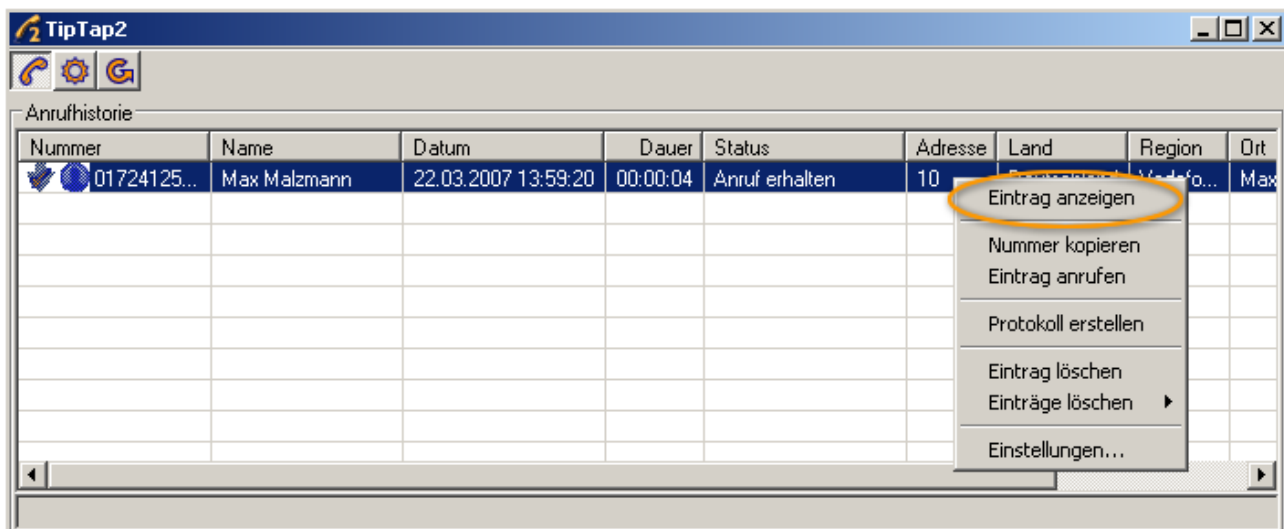 TipTap2
Anrufhistorie
Nummer Name Datum Dauer Status Adresse Land Region Ort
01724125... Max Malzmann 22.03.2007 13:59:20 00:00:04 Anruf erhalten 10 Max
Eintrag anzeigen
Nummer kopieren
Eintrag anrufen
Protokoll erstellen
Eintrag löschen
Einträge löschen
Einstellungen...